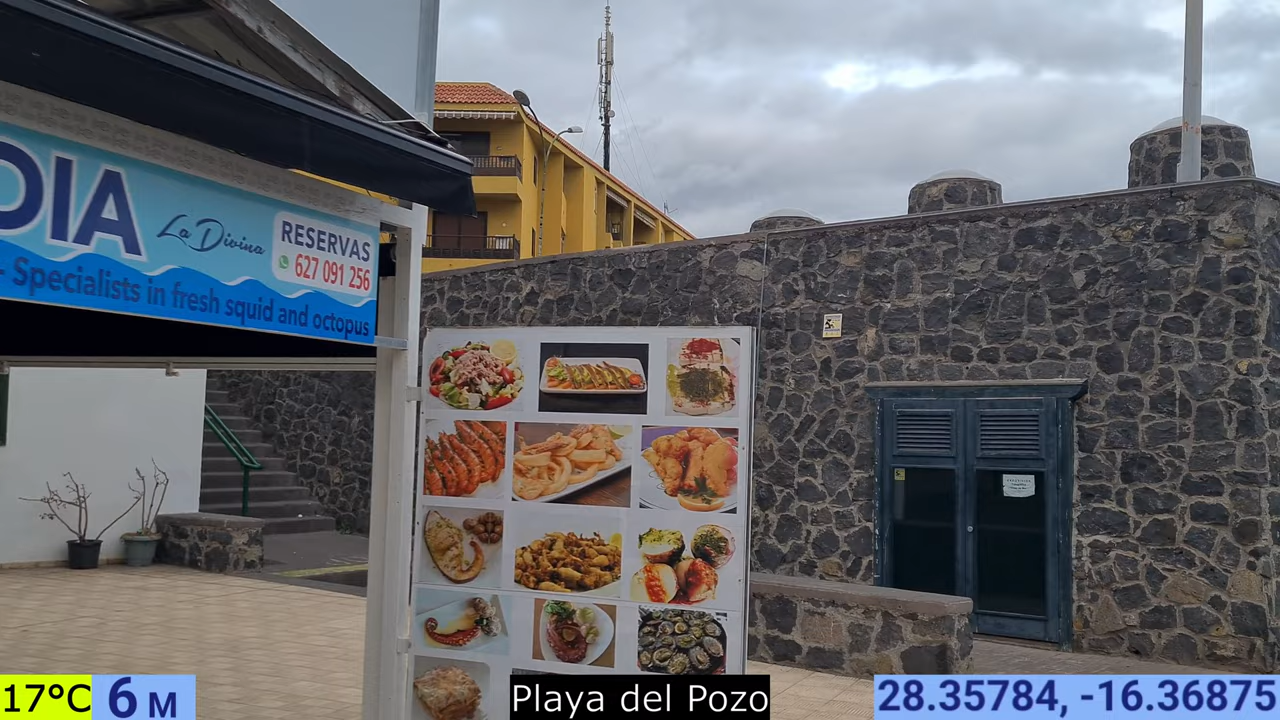 DIA
La Divina
RESERVAS
627 091 256
- Specialists in fresh squid and octopus
17°C
6 м
Playa del Pozo
28.35784, -16.36875